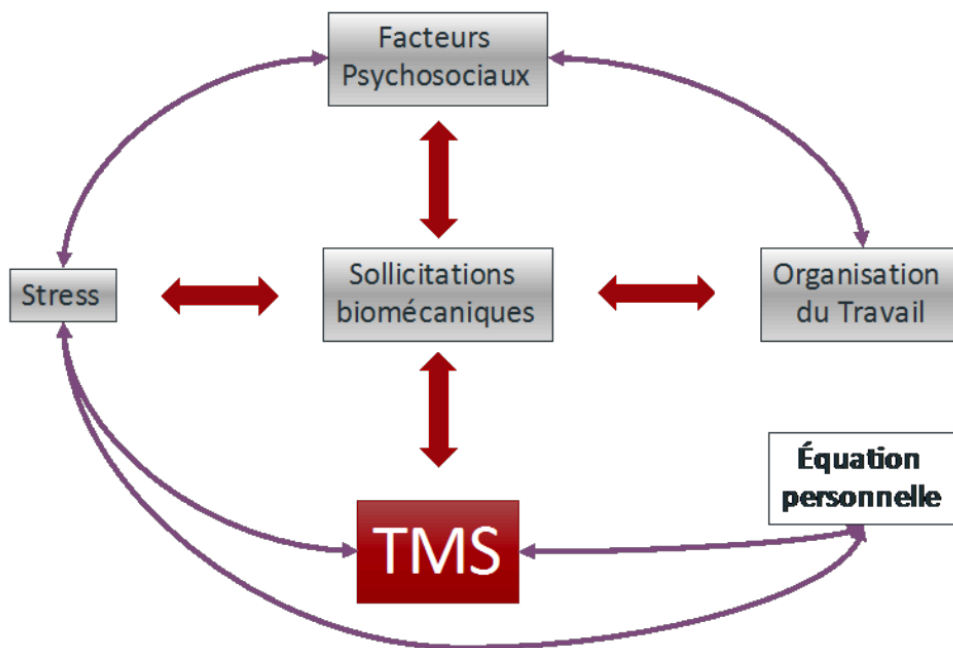 Facteurs
Psychosociaux
Stress
Sollicitations
biomécaniques
Organisation
du Travail
Équation
personnelle
TMS